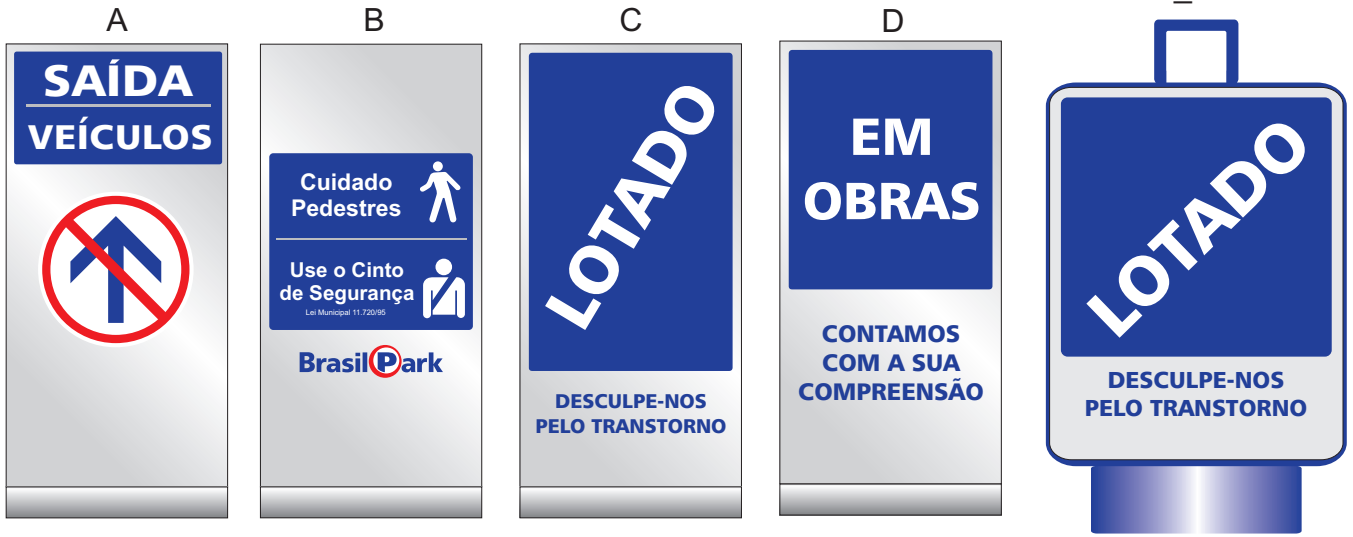 A
SAÍDA
VEÍCULOS
B
Cuidado
Pedestres
Use o Cinto
de Segurança
Lei Municipal 11.720/95
BrasilPark
C
LOTADO
DESCULPE-NOS
PELO TRANSTORNO
D
EM
OBRAS
CONTAMOS
COM A SUA
COMPREENSÃO
LOTADO
DESCULPE-NOS
PELO TRANSTORNO